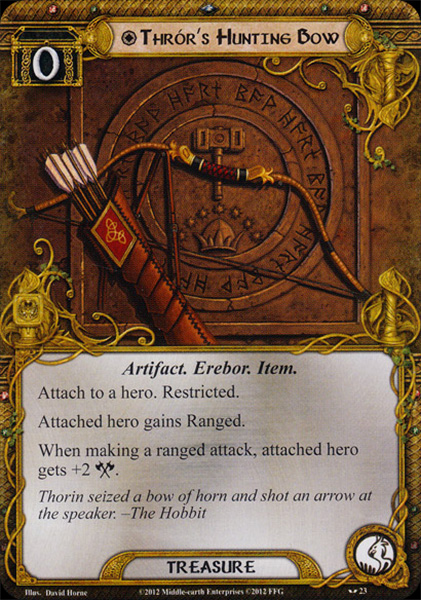 0
Thrór's Hunting Bow
Artifact. Erebor. Item.
Attach to a hero. Restricted.
Attached hero gains Ranged.
When making a ranged attack, attached hero
gets +2 .
Thorin seized a bow of horn and shot an arrow at
the speaker. –The Hobbit
TREASURE
Illus. David Horne ©2012 Middle-earth Enterprises ©2012 FFG 23